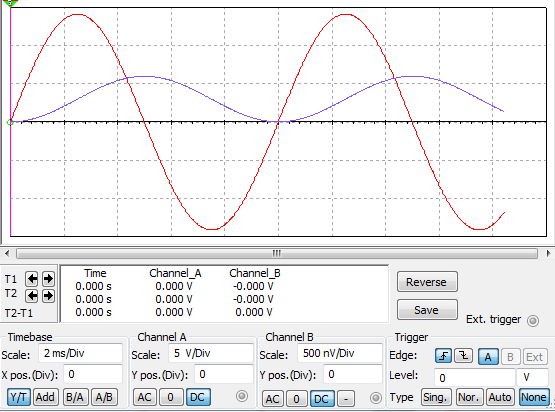 Time Channel_A Channel_B
T1 0.000 s 0.000 V -0.000 V
T2 0.000 s 0.000 V -0.000 V
T2-T1 0.000 s 0.000 V 0.000 V
Reverse
Save
Ext. trigger
Timebase
Scale: 2 ms/Div
X pos.(Div): 0
Y/T Add B/A A/B
Channel A
Scale: 5 V/Div
Y pos.(Div): 0
AC 0 DC
Channel B
Scale: 500 nV/Div
Y pos.(Div): 0
AC 0 DC -
Trigger
Edge: A B Ext
Level: 0 V
Type Sing. Nor. Auto None